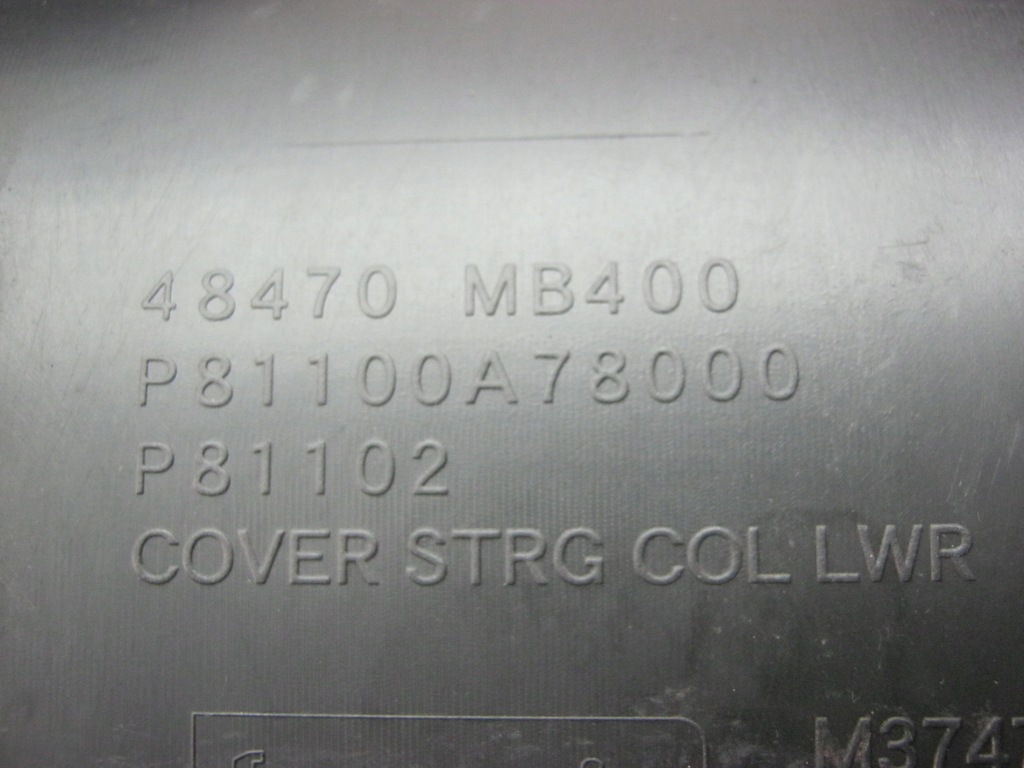 48470 MB400
P81100A78000
P81102
COVER STRG COL LWR